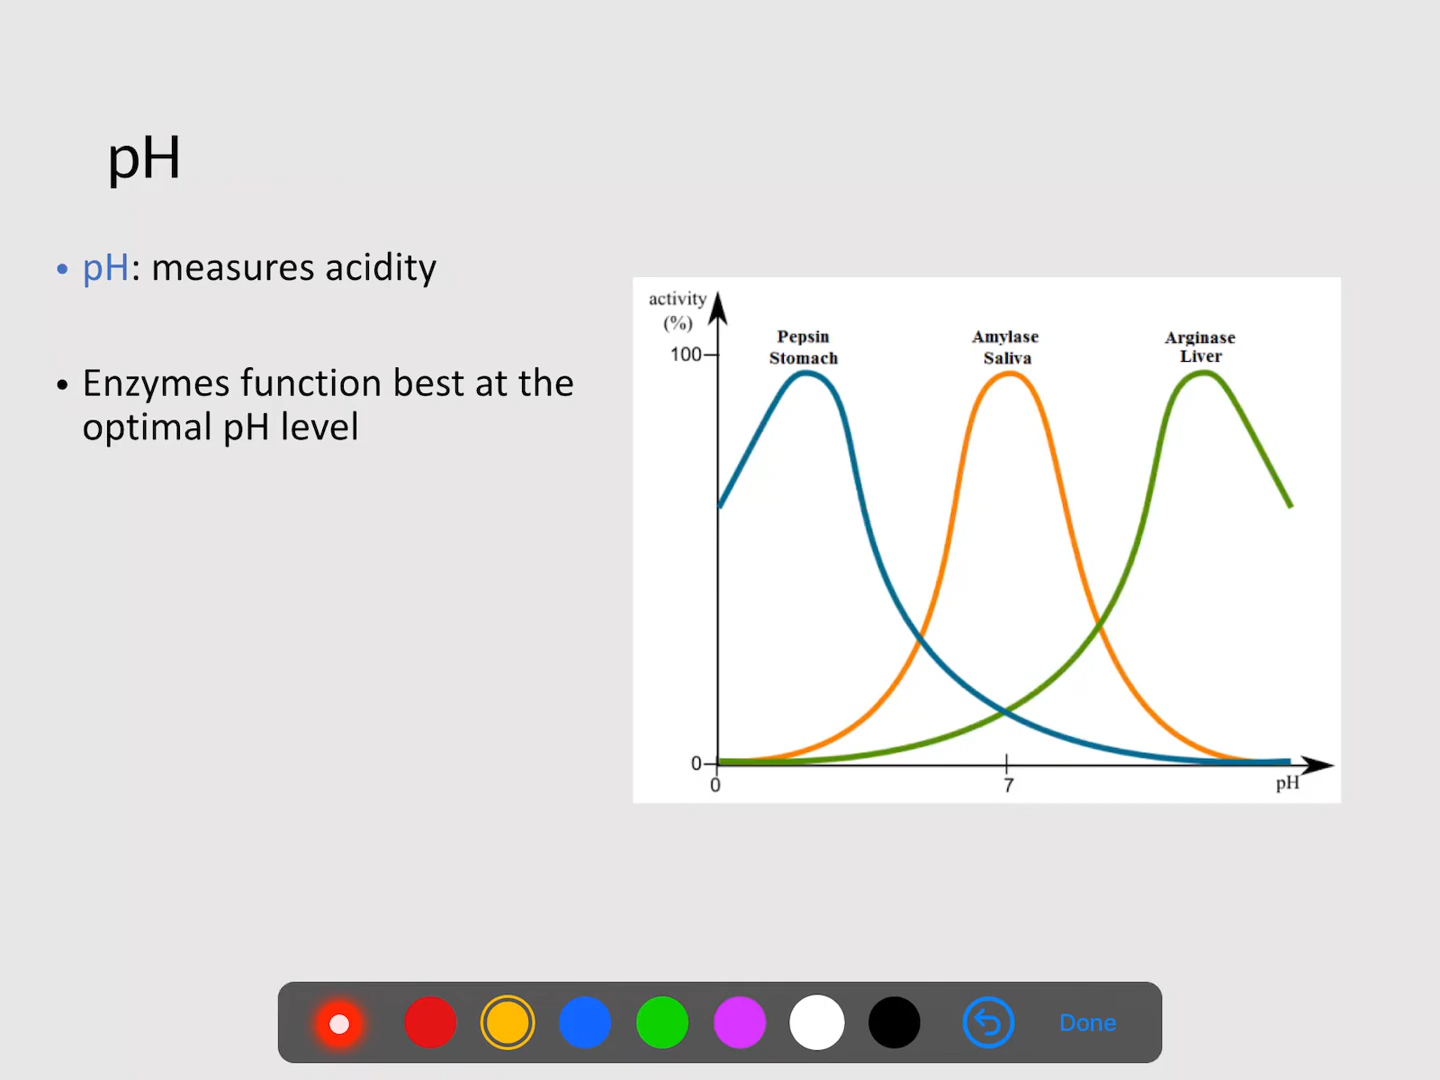 pH
• pH: measures acidity
• Enzymes function best at the
optimal pH level
activity
(%)
100
Pepsin
Stomach
Amylase
Saliva
Arginase
Liver
0
0
7
pH
Done